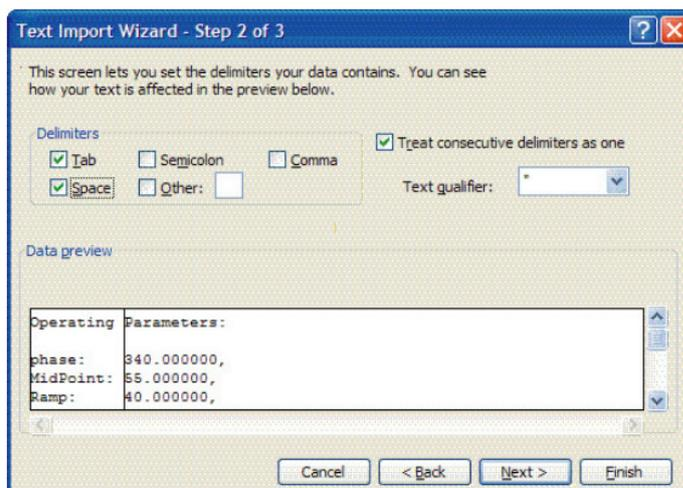 Text Import Wizard - Step 2 of 3
This screen lets you set the delimiters your data contains. You can see
how your text is affected in the preview below.
Delimiters
Tab
Semicolon
Comma
Space
Other:
Treat consecutive delimiters as one
Text qualifier:
"
Data preview
Operating Parameters:
phase: 340.000000,
MidPoint: 55.000000,
Ramp: 40.000000,
Cancel
< Back
Next >
Finish